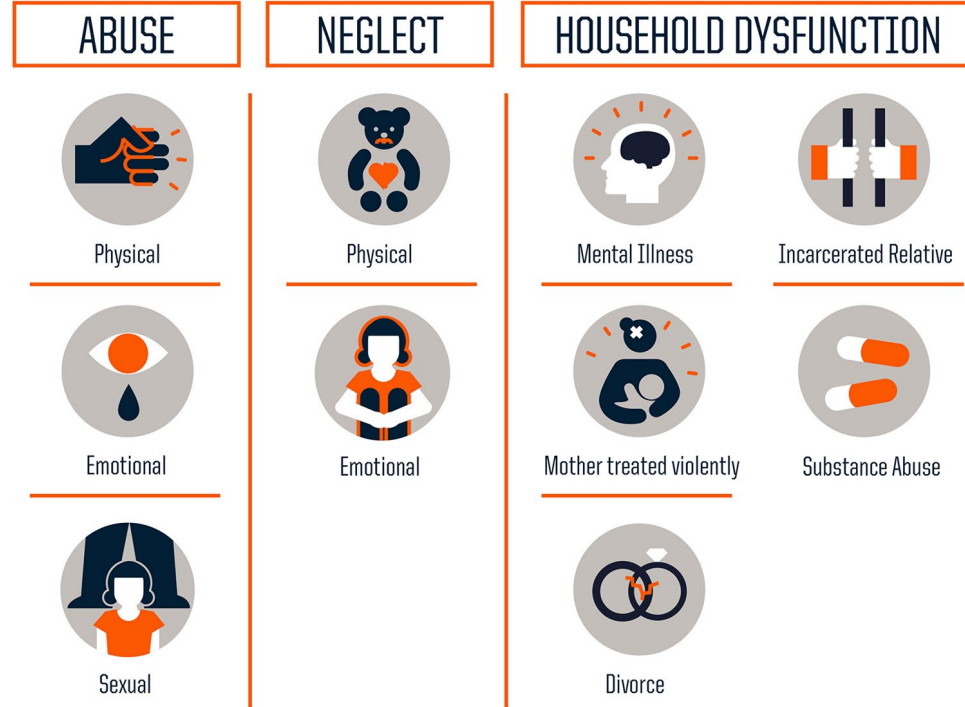 ABUSE
NEGLECT
HOUSEHOLD DYSFUNCTION
Physical
Physical
Mental Illness
Incarcerated Relative
Emotional
Emotional
Mother treated violently
Substance Abuse
Sexual
Divorce